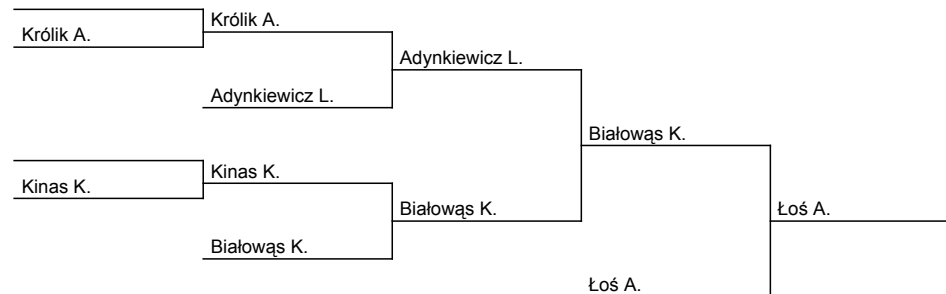 Królik A.
Królik A.
Adynkiewicz L.
Adynkiewicz L.
Białowąs K.
Kinas K.
Kinas K.
Białowąs K.
Łoś A.
Białowąs K.
Łoś A.